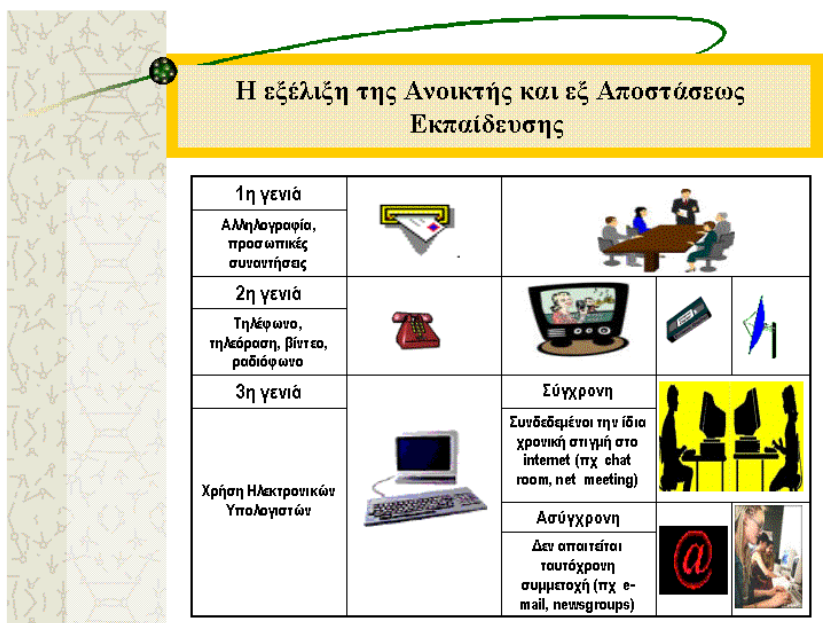 Η εξέλιξη της Ανοικτής και εξ Αποστάσεως
Εκπαίδευσης
1η γενιά
Αλληλογραφία,
προσωπικές
συναντήσεις
2η γενιά
Τηλέφωνο,
τηλεόραση, βίντεο,
ραδιόφωνο
3η γενιά
Χρήση Ηλεκτρονικών
Υπολογιστών
Σύγχρονη
Συνδεδεμένοι την ίδια
χρονική στιγμή στο
internet (πχ chat
room, net meeting)
Ασύγχρονη
Δεν απαιτείται
ταυτόχρονη
συμμετοχή (πχ e-
mail, newsgroups)
@